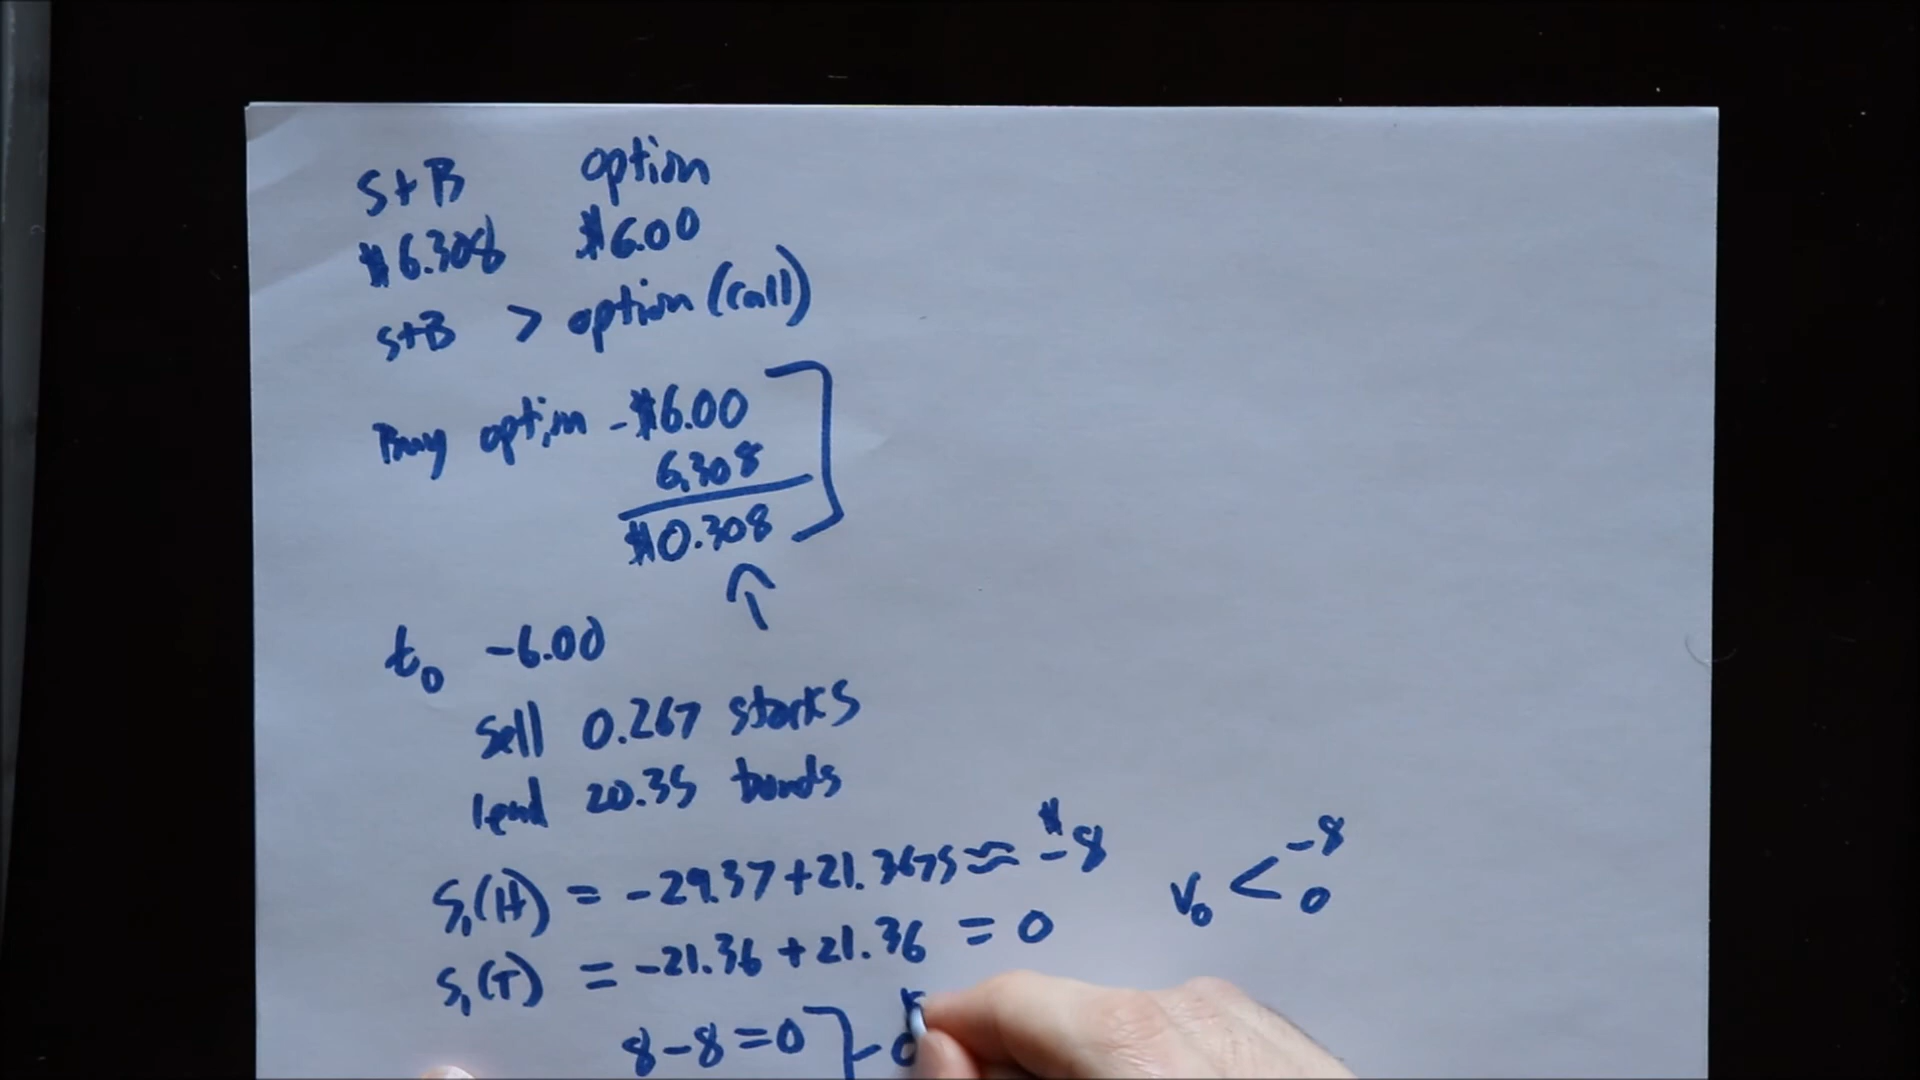 S+B option
$6.308 $6.00
S+B > option (call)
Buy option -$6.00
6.308
$0.308
↑
t₀ -6.00
Sell 0.267 stocks
lend 20.35 bonds
S₁(H) = -29.37+21.3675 ≈ $-8
V₀ < -8 0
S₁(T) = -21.36 + 21.36 = 0
8-8=0